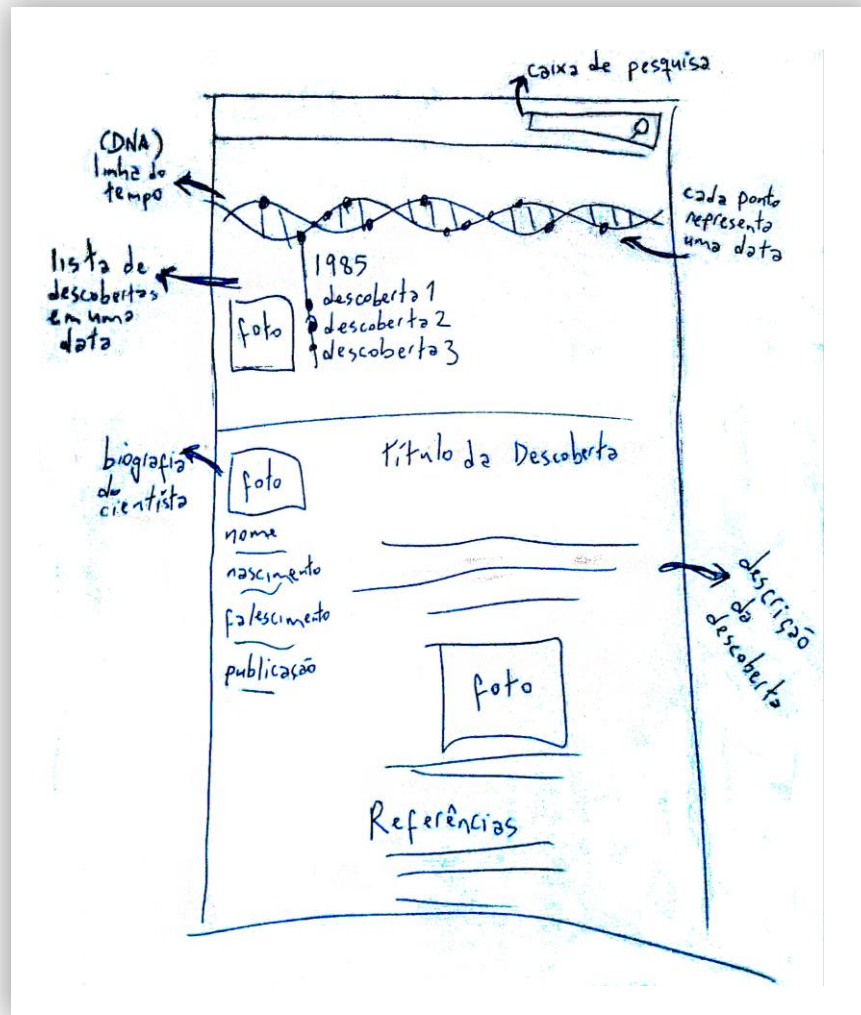 caixa de pesquisa
(DNA)
linha do
tempo
cada ponto
representa
uma data
lista de
descobertas
em uma
data
1985
descoberta 1
descoberta 2
descoberta 3
foto
biografia
do
cientista
foto
nome
nascimento
falescimento
publicação
Título da Descoberta
descrição
da
descoberta
foto
Referências